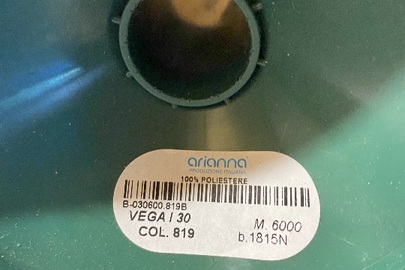 arianna
PRODUZIONE ITALIANA
100% POLIESTERE
B-030600.819B
VEGA / 30 M. 6000
COL. 819 b.1815N